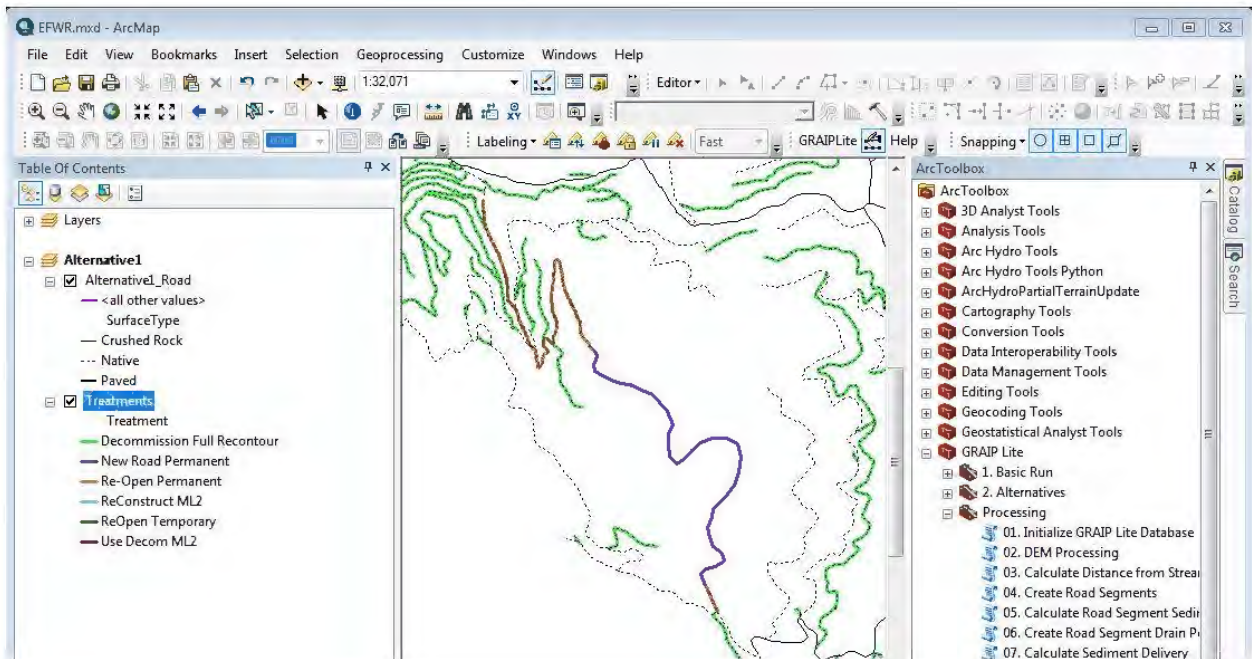 EFWR.mxd - ArcMap
File Edit View Bookmarks Insert Selection Geoprocessing Customize Windows Help
1:32,071
Editor
Labeling Fast GRAIPLite Help Snapping
Table Of Contents
Layers
Alternative1
Alternative1_Road
<all other values>
SurfaceType
Crushed Rock
Native
Paved
Treatments
Treatment
Decommission Full Recontour
New Road Permanent
Re-Open Permanent
ReConstruct ML2
ReOpen Temporary
Use Decom ML2
ArcToolbox
ArcToolbox
3D Analyst Tools
Analysis Tools
Arc Hydro Tools
Arc Hydro Tools Python
ArcHydroPartialTerrainUpdate
Cartography Tools
Conversion Tools
Data Interoperability Tools
Data Management Tools
Editing Tools
Geocoding Tools
Geostatistical Analyst Tools
GRAIP Lite
1. Basic Run
2. Alternatives
Processing
01. Initialize GRAIP Lite Database
02. DEM Processing
03. Calculate Distance from Strea
04. Create Road Segments
05. Calculate Road Segment Sedi
06. Create Road Segment Drain P
07. Calculate Sediment Delivery
Catalog
Search